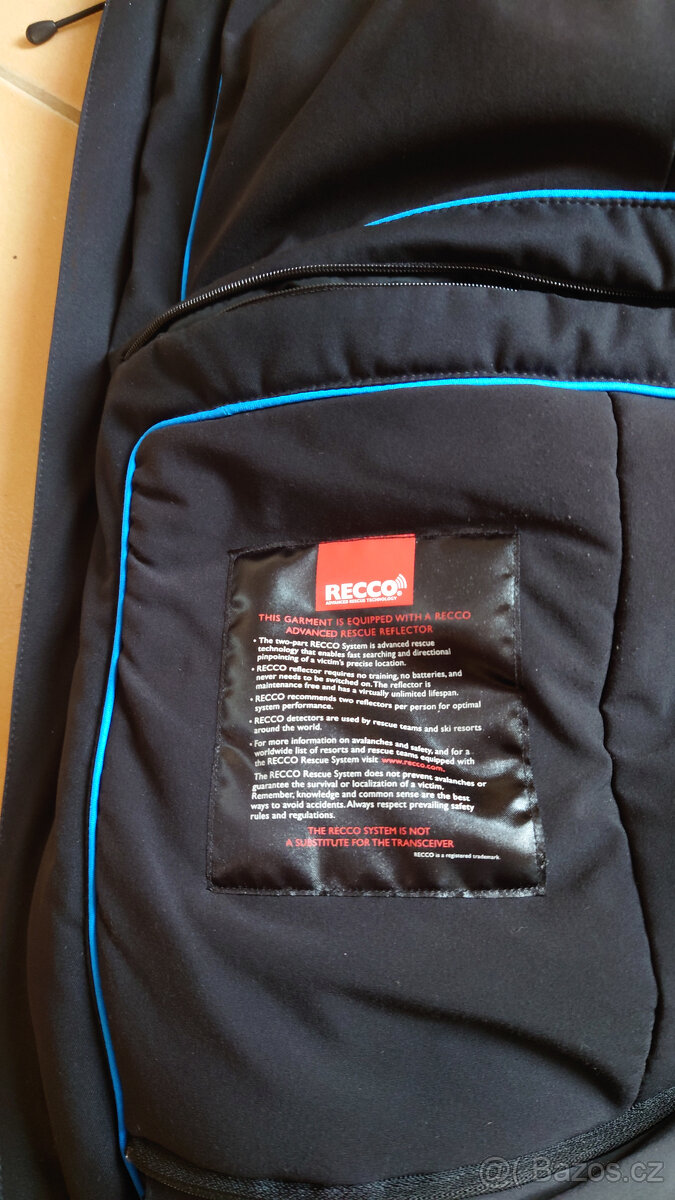 RECCO®
ADVANCED RESCUE TECHNOLOGY
THIS GARMENT IS EQUIPPED WITH A RECCO
ADVANCED RESCUE REFLECTOR
• The two-part RECCO System is advanced rescue
technology that enables fast searching and directional
pinpointing of a victim's precise location.
• RECCO reflector requires no training, no batteries, and
never needs to be switched on. The reflector is
maintenance free and has a virtually unlimited lifespan.
• RECCO recommends two reflectors per person for optimal
system performance.
• RECCO detectors are used by rescue teams and ski resorts
around the world.
• For more information on avalanches and safety, and for a
worldwide list of resorts and rescue teams equipped with
the RECCO Rescue System visit www.recco.com.
The RECCO Rescue System does not prevent avalanches or
guarantee the survival or localization of a victim.
Remember, knowledge and common sense are the best
ways to avoid accidents. Always respect prevailing safety
rules and regulations.
THE RECCO SYSTEM IS NOT
A SUBSTITUTE FOR THE TRANSCEIVER
RECCO is a registered trademark.
Bazos.cz